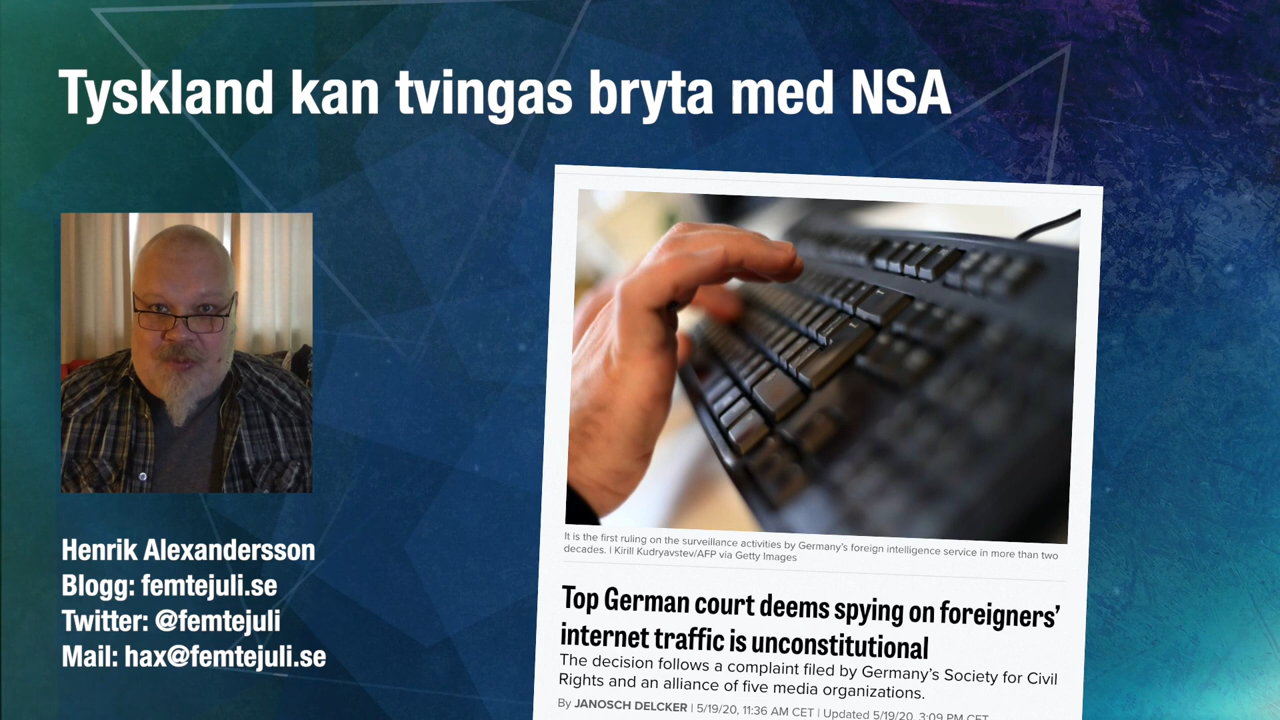 Tyskland kan tvingas bryta med NSA
Henrik Alexandersson
Blogg: femtejuli.se
Twitter: @femtejuli
Mail: hax@femtejuli.se
It is the first ruling on the surveillance activities by Germany's foreign intelligence service in more than two
decades. | Kirill Kudryavstev/AFP via Getty Images
Top German court deems spying on foreigners'
internet traffic is unconstitutional
The decision follows a complaint filed by Germany's Society for Civil
Rights and an alliance of five media organizations.
By JANOSCH DELCKER | 5/19/20, 11:36 AM CET | Updated 5/19/20, 3:09 PM CET